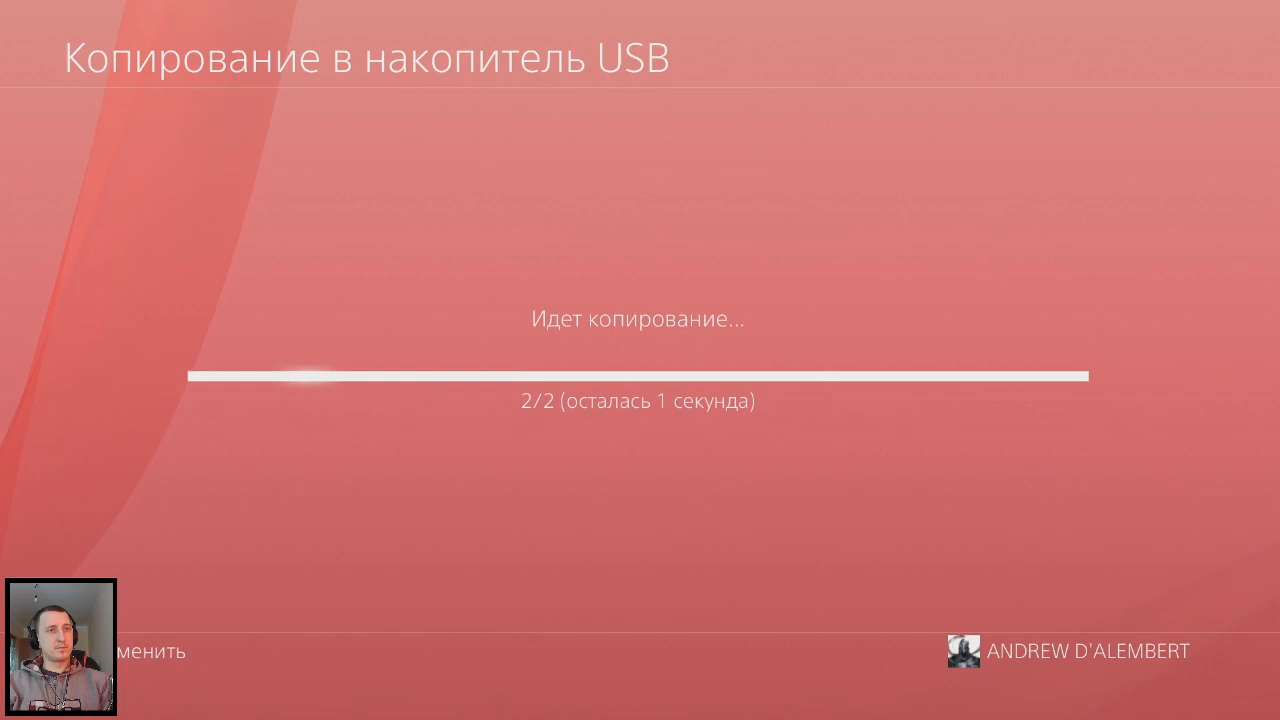 Копирование в накопитель USB
Идет копирование...
2/2 (осталась 1 секунда)
менить
ANDREW D'ALEMBERT